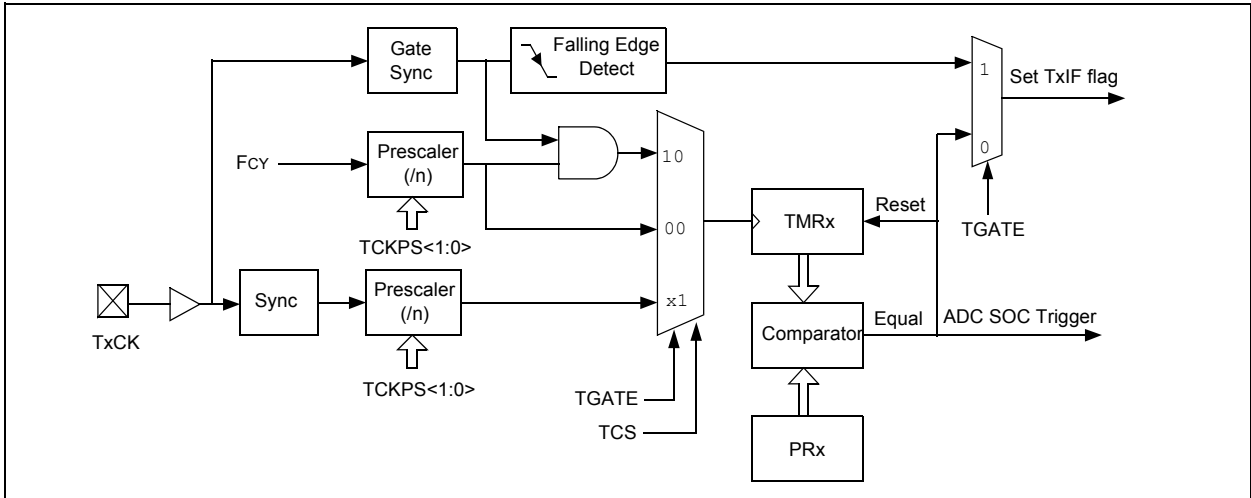 Gate
Sync
Falling Edge
Detect
1
Set TxIF flag
0
TGATE
FCY
Prescaler
(/n)
TCKPS<1:0>
10
00
x1
TMRx
Reset
TxCK
Sync
Prescaler
(/n)
TCKPS<1:0>
Comparator
Equal
ADC SOC Trigger
TGATE
TCS
PRx